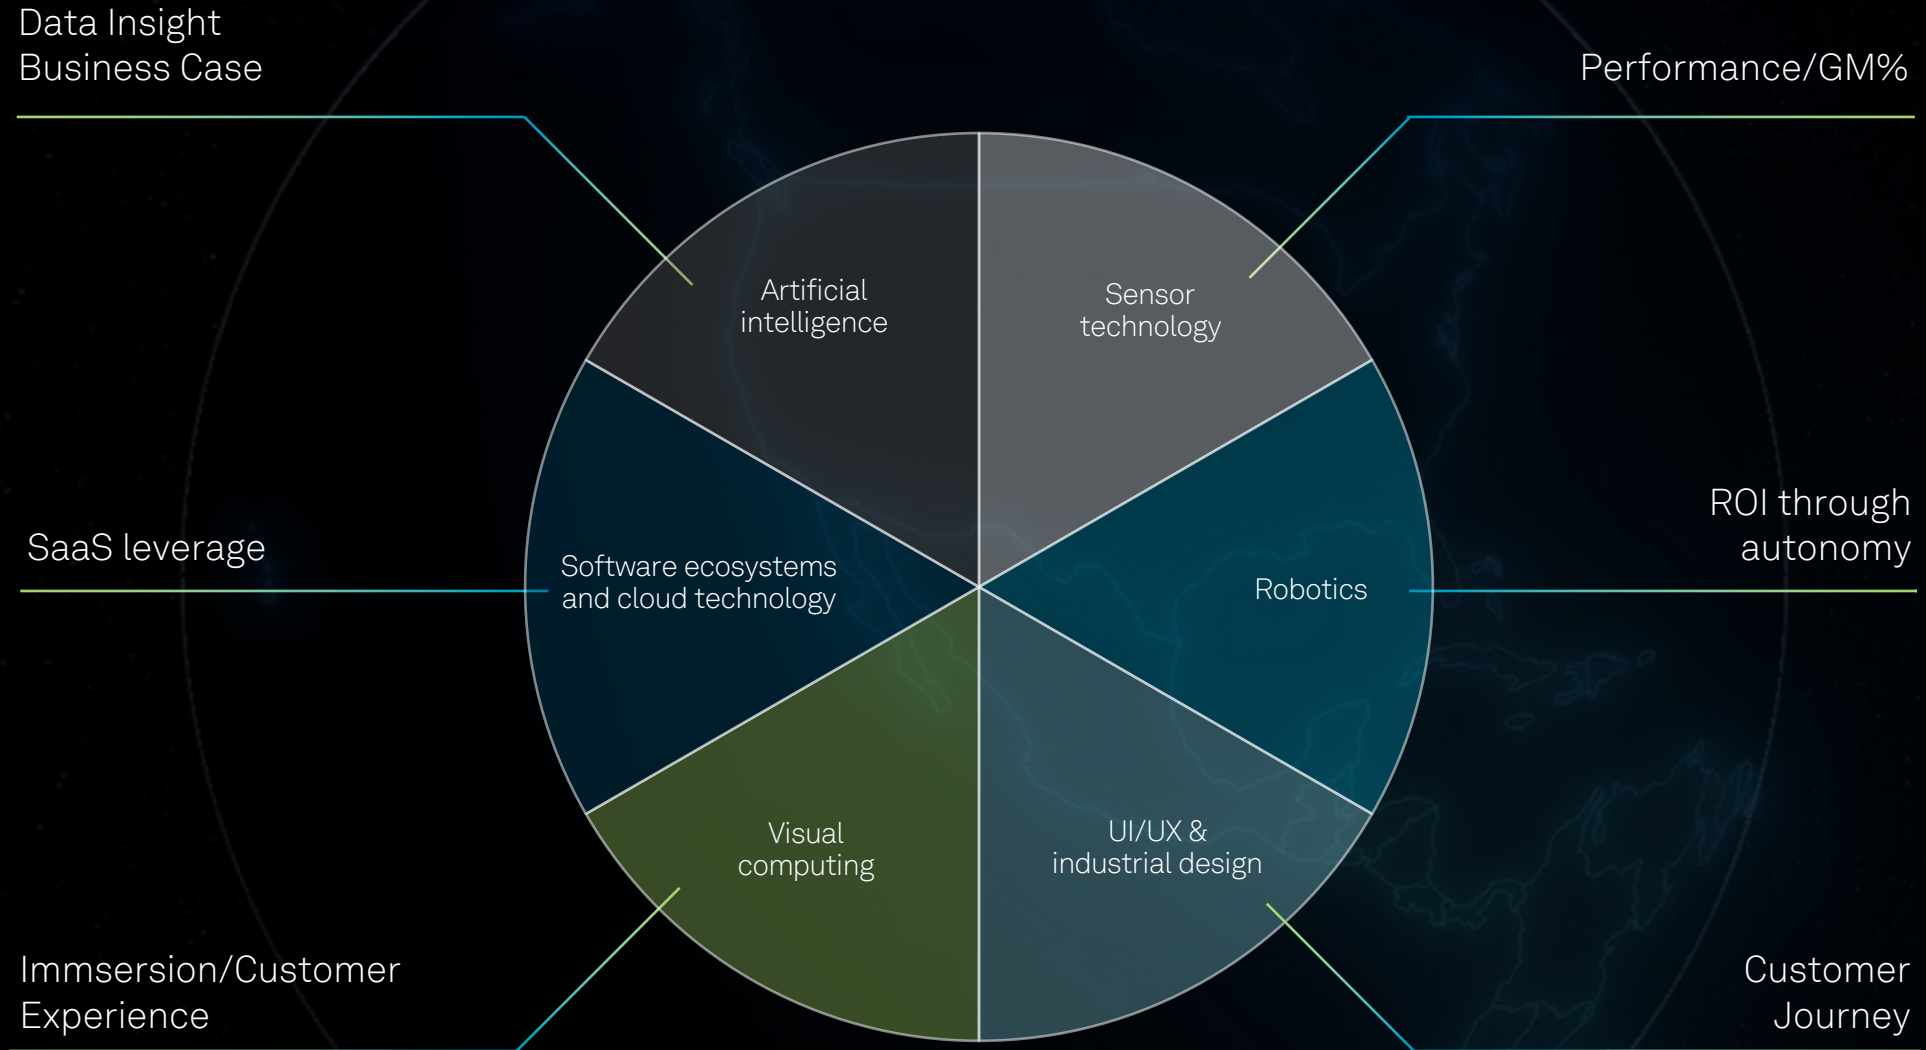 Data Insight
Business Case
Performance/GM%
Artificial
intelligence
Sensor
technology
SaaS leverage
Software ecosystems
and cloud technology
Robotics
ROI through
autonomy
Visual
computing
UI/UX &
industrial design
Immsersion/Customer
Experience
Customer
Journey